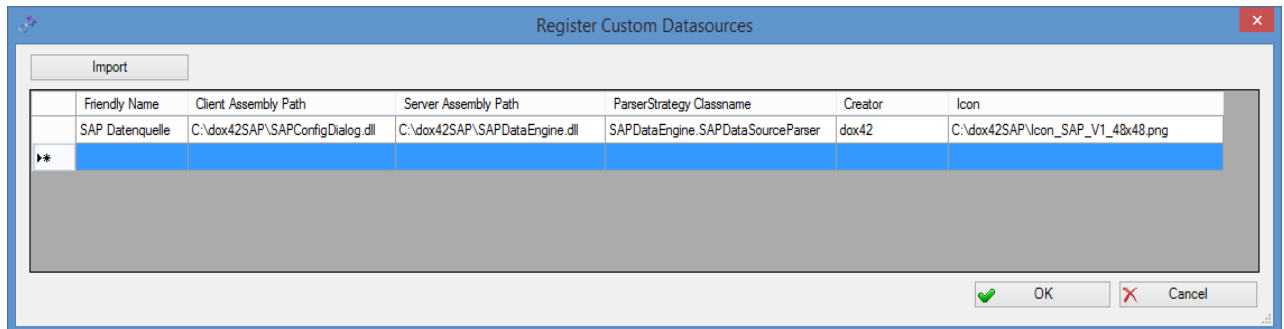 Register Custom Datasources
Import
Friendly Name Client Assembly Path Server Assembly Path ParserStrategy Classname Creator Icon
SAP Datenquelle C:\dox42SAP\SAPConfigDialog.dll C:\dox42SAP\SAPDataEngine.dll SAPDataEngine.SAPDataSourceParser dox42 C:\dox42SAP\Icon_SAP_V1_48x48.png
OK Cancel